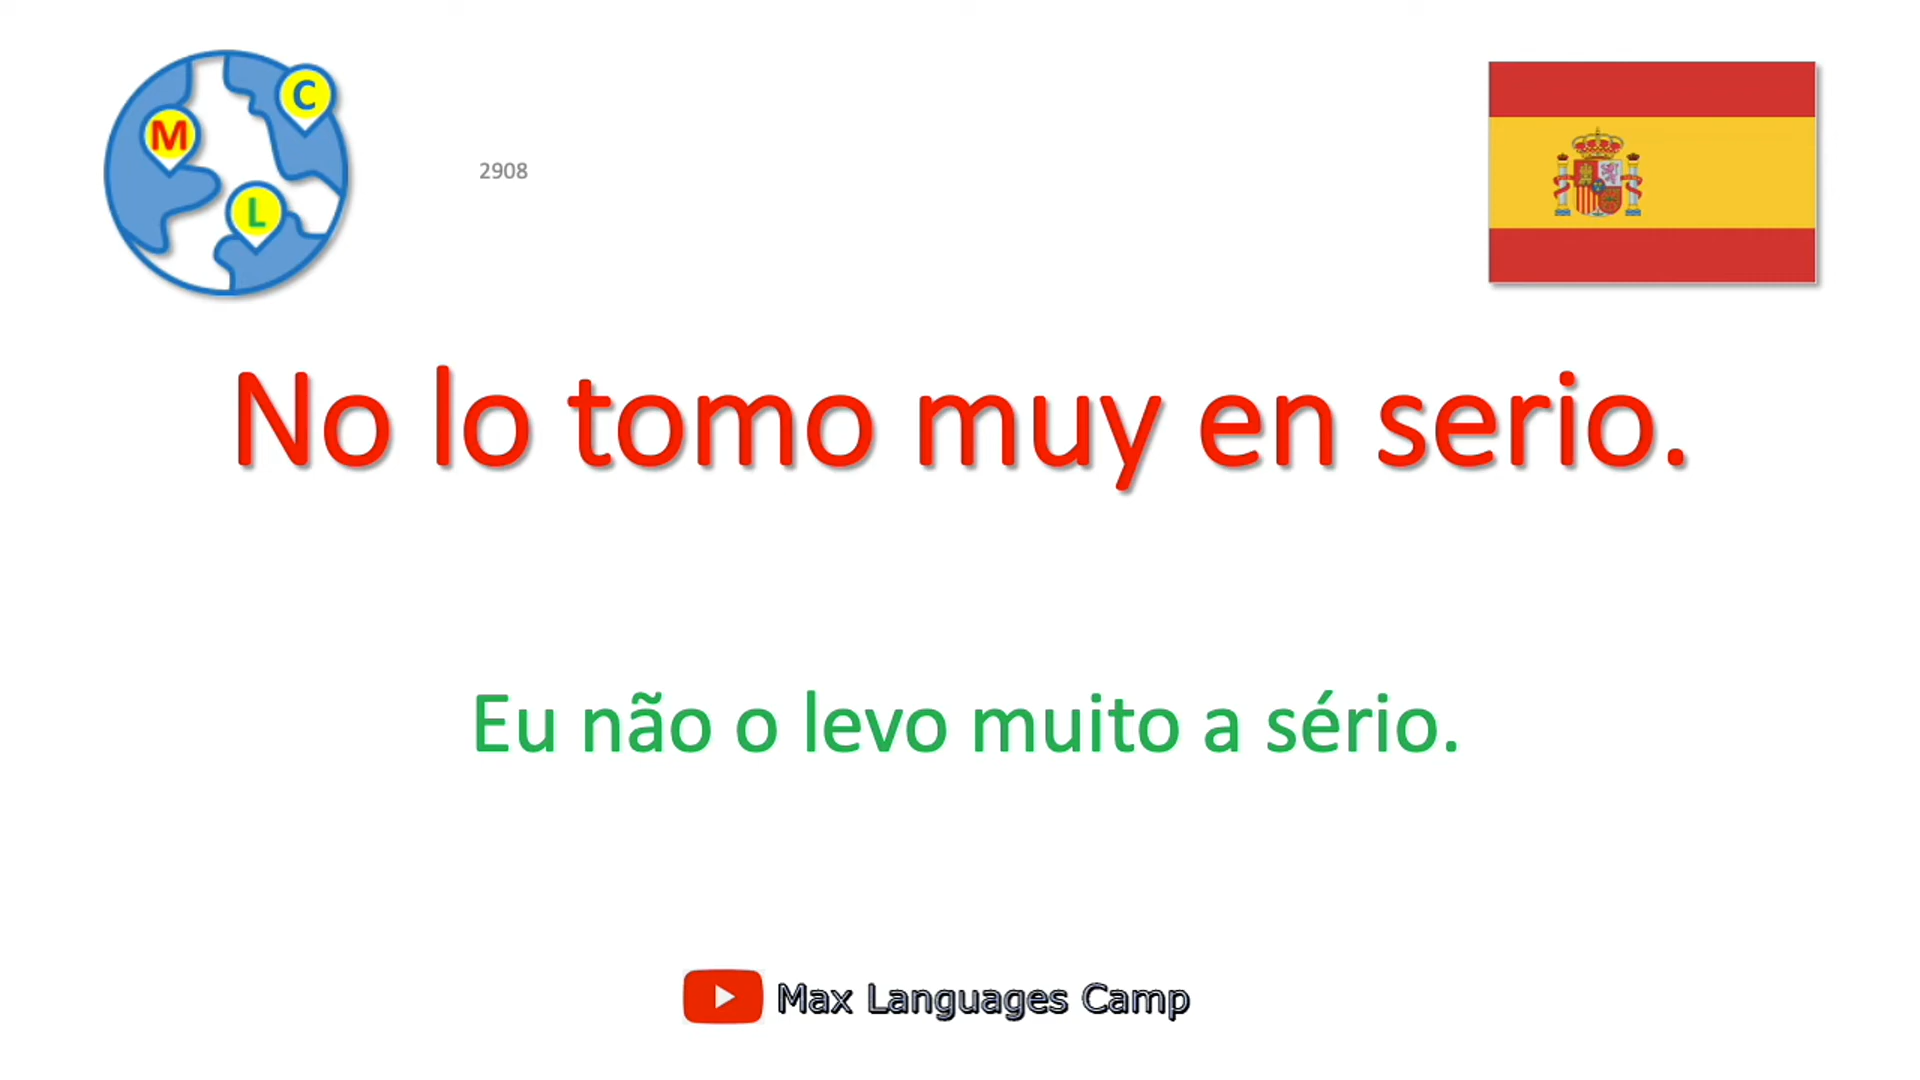 M
C
L
2908
No lo tomo muy en serio.
Eu não o levo muito a sério.
Max Languages Camp